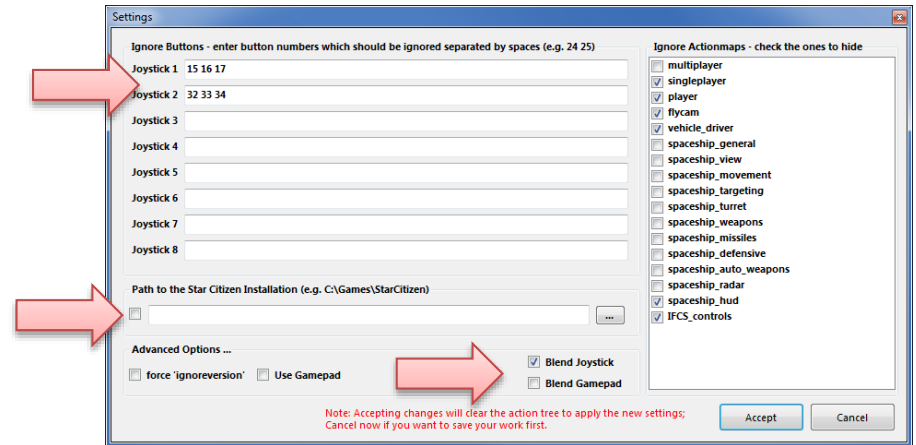 Settings
Ignore Buttons - enter button numbers which should be ignored separated by spaces (e.g. 24 25)
Joystick 1 15 16 17
Joystick 2 32 33 34
Joystick 3
Joystick 4
Joystick 5
Joystick 6
Joystick 7
Joystick 8
Path to the Star Citizen Installation (e.g. C:\Games\StarCitizen)
...
Advanced Options ...
force 'ignoreversion' Use Gamepad
Blend Joystick
Blend Gamepad
Ignore Actionmaps - check the ones to hide
multiplayer
singleplayer
player
flycam
vehicle_driver
spaceship_general
spaceship_view
spaceship_movement
spaceship_targeting
spaceship_turret
spaceship_weapons
spaceship_missiles
spaceship_defensive
spaceship_auto_weapons
spaceship_radar
spaceship_hud
IFCS_controls
Note: Accepting changes will clear the action tree to apply the new settings;
Cancel now if you want to save your work first.
Accept Cancel